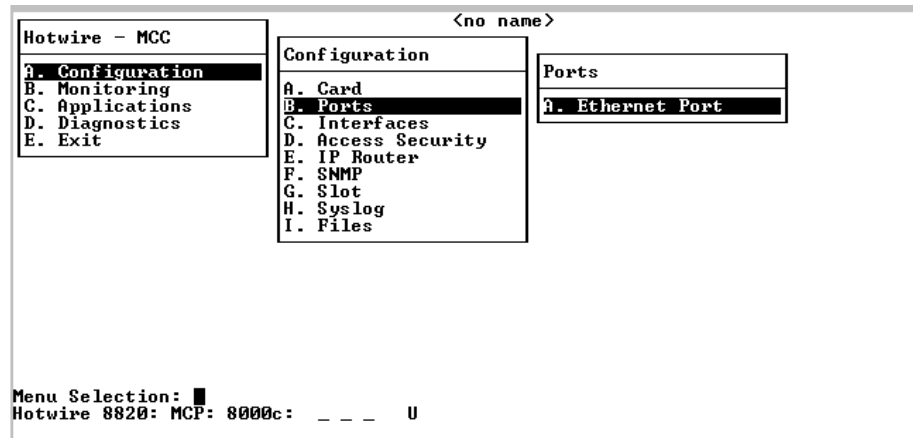 <no name>
Hotwire - MCC
A. Configuration
B. Monitoring
C. Applications
D. Diagnostics
E. Exit
Configuration
A. Card
B. Ports
C. Interfaces
D. Access Security
E. IP Router
F. SNMP
G. Slot
H. Syslog
I. Files
Ports
A. Ethernet Port
Menu Selection:
Hotwire 8820: MCP: 8000c: _ _ _ U